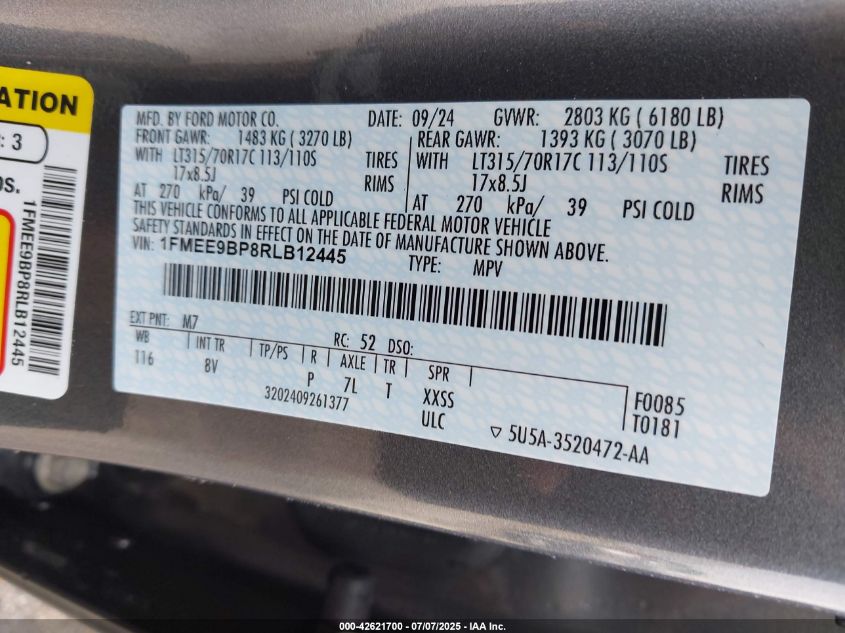 ATION
: 3
OS.
1FMEE9BP8RLB12445
MFD. BY FORD MOTOR CO. DATE: 09/24 GVWR: 2803 KG ( 6180 LB)
FRONT GAWR: 1483 KG ( 3270 LB) REAR GAWR: 1393 KG ( 3070 LB)
WITH LT315/70R17C 113/110S TIRES WITH LT315/70R17C 113/110S TIRES
17x8.5J RIMS 17x8.5J RIMS
AT 270 kPa/ 39 PSI COLD AT 270 kPa/ 39 PSI COLD
THIS VEHICLE CONFORMS TO ALL APPLICABLE FEDERAL MOTOR VEHICLE
SAFETY STANDARDS IN EFFECT ON THE DATE OF MANUFACTURE SHOWN ABOVE.
VIN: 1FMEE9BP8RLB12445 TYPE: MPV
EXT PNT: M7 RC: 52 DSO:
WB INT TR TP/PS R AXLE TR SPR
116 8V P 7L T XXSS
3202409261377 ULC
F0085
T0181
▽ 5U5A-3520472-AA
000-42621700 - 07/07/2025 - IAA Inc.